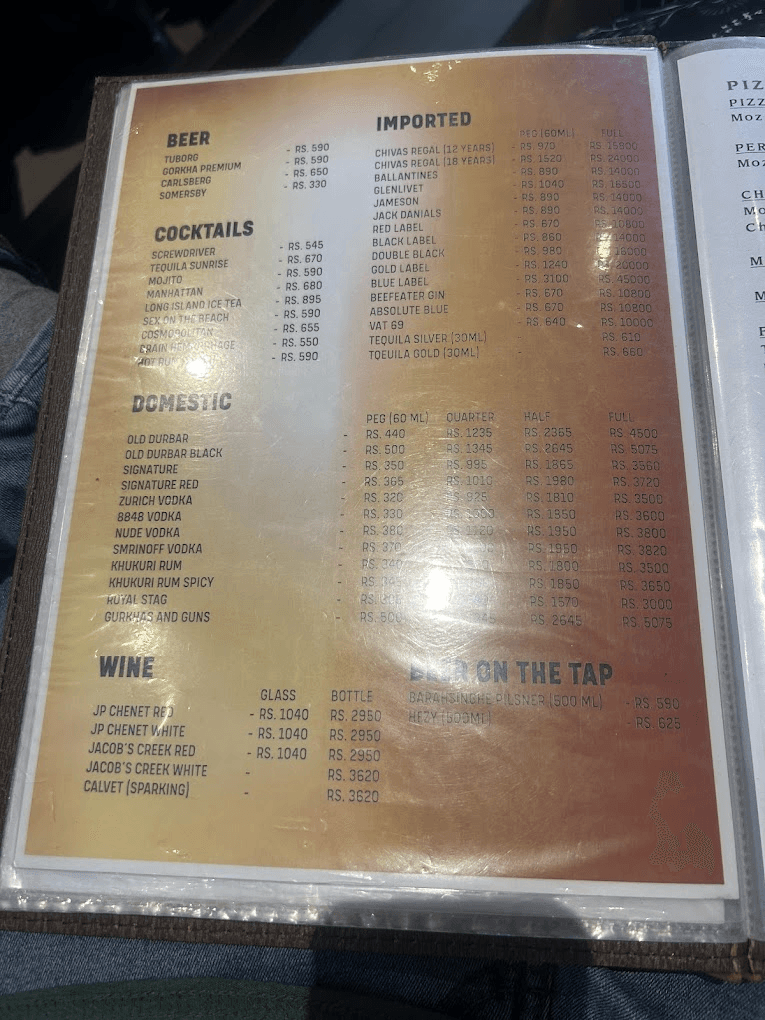 BEER
TUBORG - RS. 590
GORKHA PREMIUM - RS. 590
CARLSBERG - RS. 650
SOMERSBY - RS. 330
COCKTAILS
SCREWDRIVER - RS. 545
TEQUILA SUNRISE - RS. 670
MOJITO - RS. 590
MANHATTAN - RS. 680
LONG ISLAND ICE TEA - RS. 895
SEX ON THE BEACH - RS. 590
COSMOPOLITAN - RS. 655
BRAIN - RS. 550
HOT - RS. 590
IMPORTED
PEG (60ML) FULL
CHIVAS REGAL (12 YEARS) - RS. 970 RS. 15800
CHIVAS REGAL (18 YEARS) - RS. 1520 RS. 24000
BALLANTINES - RS. 890 RS. 14000
GLENLIVET - RS. 1040 RS. 16500
JAMESON - RS. 890 RS. 14000
JACK DANIALS - RS. 890 RS. 14000
RED LABEL - RS. 670 RS. 10800
BLACK LABEL - RS. 860 RS. 14000
DOUBLE BLACK - RS. 980 RS. 16000
GOLD LABEL - RS. 1240 RS. 20000
BLUE LABEL - RS. 3100 RS. 45000
BEEFEATER GIN - RS. 670 RS. 10800
ABSOLUTE BLUE - RS. 670 RS. 10800
VAT 69 - RS. 640 RS. 10000
TEQUILA SILVER (30ML) - RS. 610
TQEUILA GOLD (30ML) - RS. 660
DOMESTIC
PEG (60 ML) QUARTER HALF FULL
OLD DURBAR - RS. 440 RS. 1235 RS. 2365 RS. 4500
OLD DURBAR BLACK - RS. 500 RS. 1345 RS. 2645 RS. 5075
SIGNATURE - RS. 350 RS. 995 RS. 1865 RS. 3560
SIGNATURE RED - RS. 365 RS. 1010 RS. 1980 RS. 3720
ZURICH VODKA - RS. 320 RS. 925 RS. 1810 RS. 3500
8848 VODKA - RS. 330 RS. 1950 RS. 3600
NUDE VODKA - RS. 380 RS. 1950 RS. 3800
SMRINOFF VODKA - RS. 370 RS. 1950 RS. 3820
KHUKURI RUM - RS. 340 RS. 1800 RS. 3500
KHUKURI RUM SPICY - RS. RS. 1850 RS. 3650
ROYAL STAG - RS. RS. 1570 RS. 3000
GURKHAS AND GUNS - RS. 500 RS. 2645 RS. 5075
WINE
GLASS BOTTLE
JP CHENET RED - RS. 1040 RS. 2950
JP CHENET WHITE - RS. 1040 RS. 2950
JACOB'S CREEK RED - RS. 1040 RS. 2950
JACOB'S CREEK WHITE - RS. 3620
CALVET (SPARKING) - RS. 3620
BEER ON THE TAP
BARAHSINGHE PILSNER (500 ML) - RS. 590
HEZY (500ML) - RS. 625
PIZ
PIZZ
Moz
PER
Moz
CH
Mo
Ch
M
M